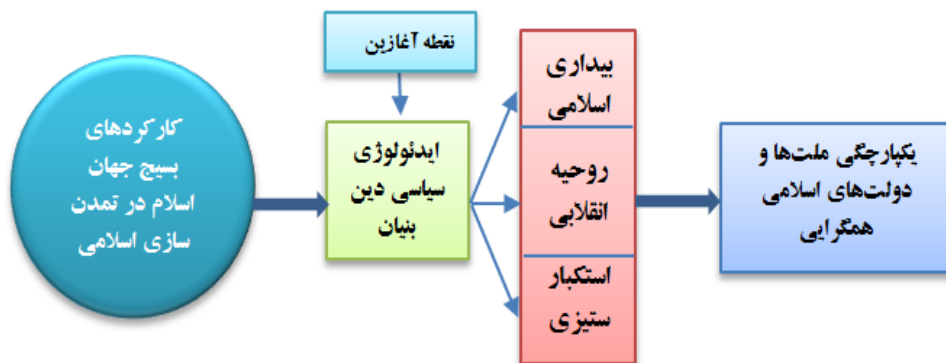 کارکردهای
بسیج جهان
اسلام در تمدن
سازی اسلامی
نقطه آغازین
ایدئولوژی
سیاسی دین
بنیان
بیداری
اسلامی
روحیه
انقلابی
استکبار
ستیزی
یکپارچگی ملت‌ها و
دولت‌های اسلامی
همگرایی